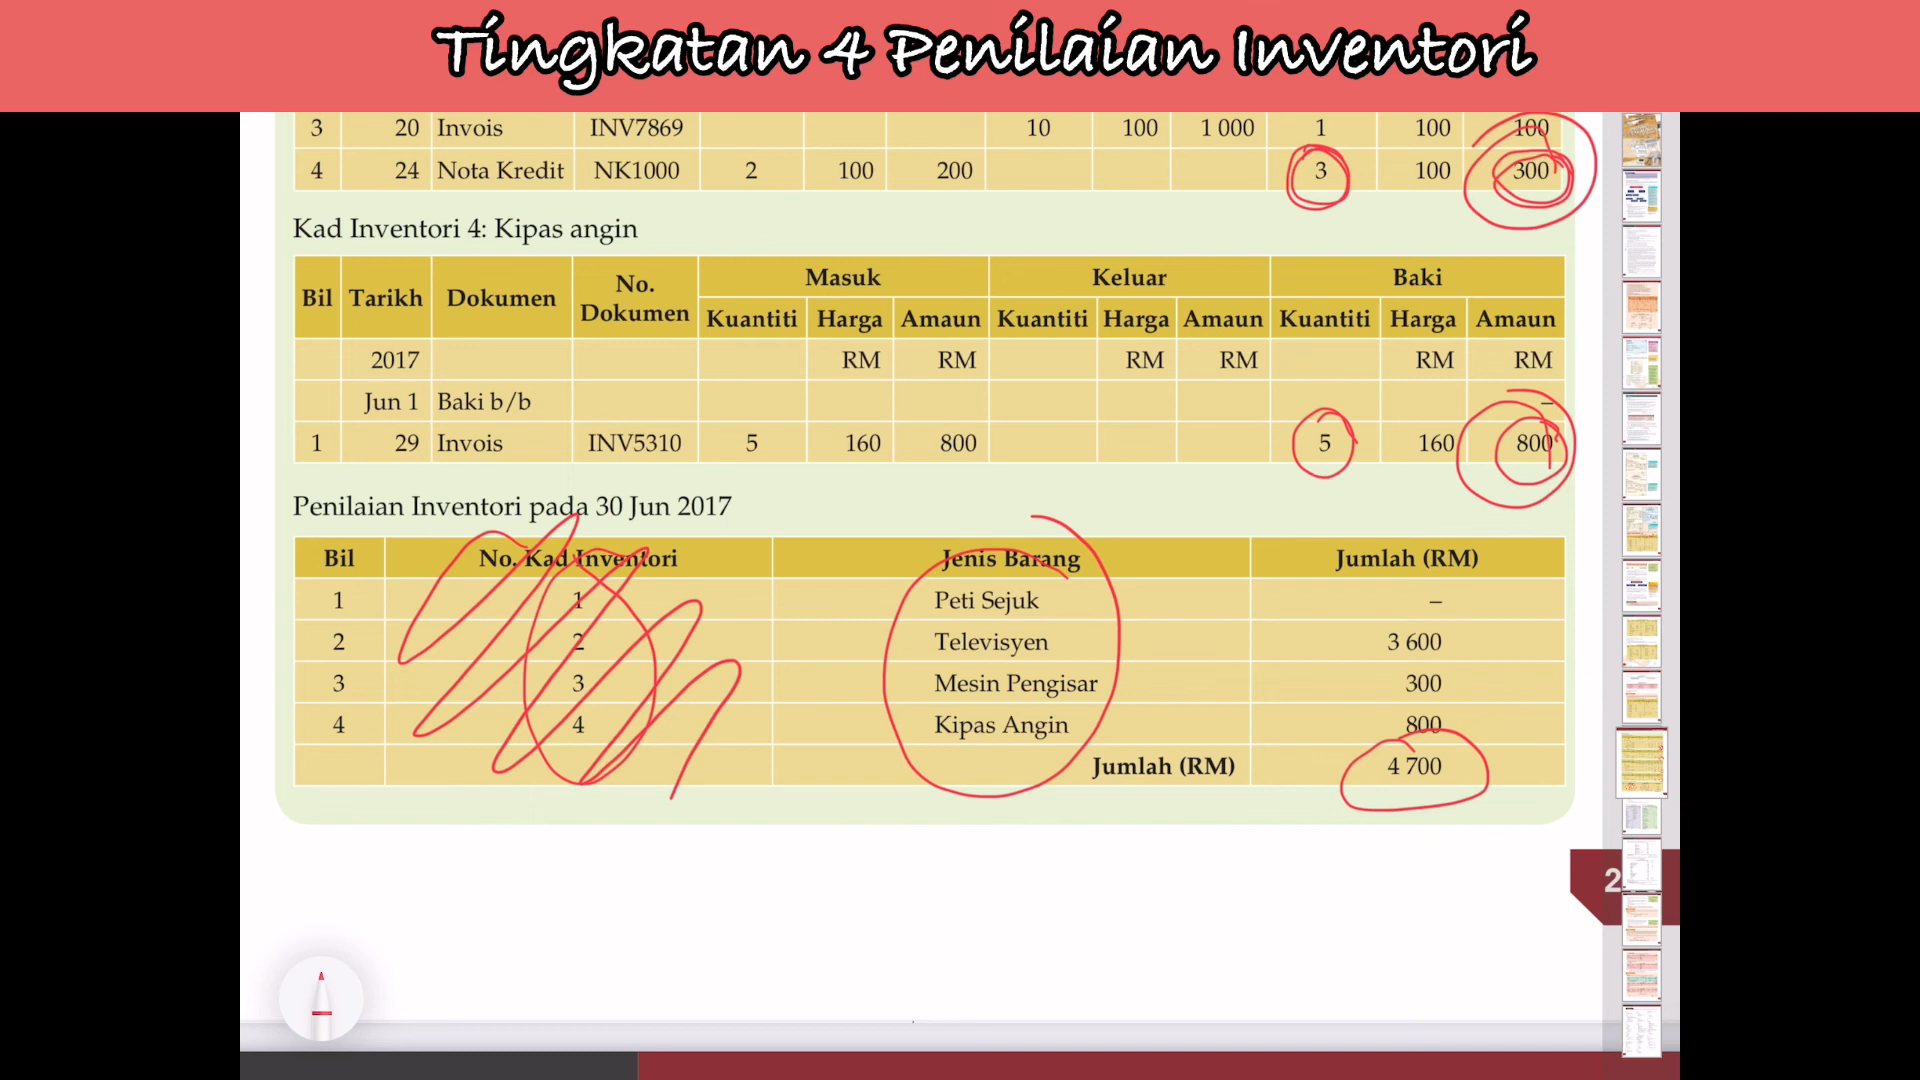 Tingkatan 4 Penilaian Inventori
3 20 Invois INV7869 10 100 1 000 1 100 100
4 24 Nota Kredit NK1000 2 100 200 3 100 300
Kad Inventori 4: Kipas angin
Bil Tarikh Dokumen No. Dokumen Masuk Keluar Baki
Kuantiti Harga Amaun Kuantiti Harga Amaun Kuantiti Harga Amaun
2017 RM RM RM RM RM RM
Jun 1 Baki b/b –
1 29 Invois INV5310 5 160 800 5 160 800
Penilaian Inventori pada 30 Jun 2017
Bil No. Kad Inventori Jenis Barang Jumlah (RM)
1 1 Peti Sejuk –
2 2 Televisyen 3 600
3 3 Mesin Pengisar 300
4 4 Kipas Angin 800
Jumlah (RM) 4 700
2